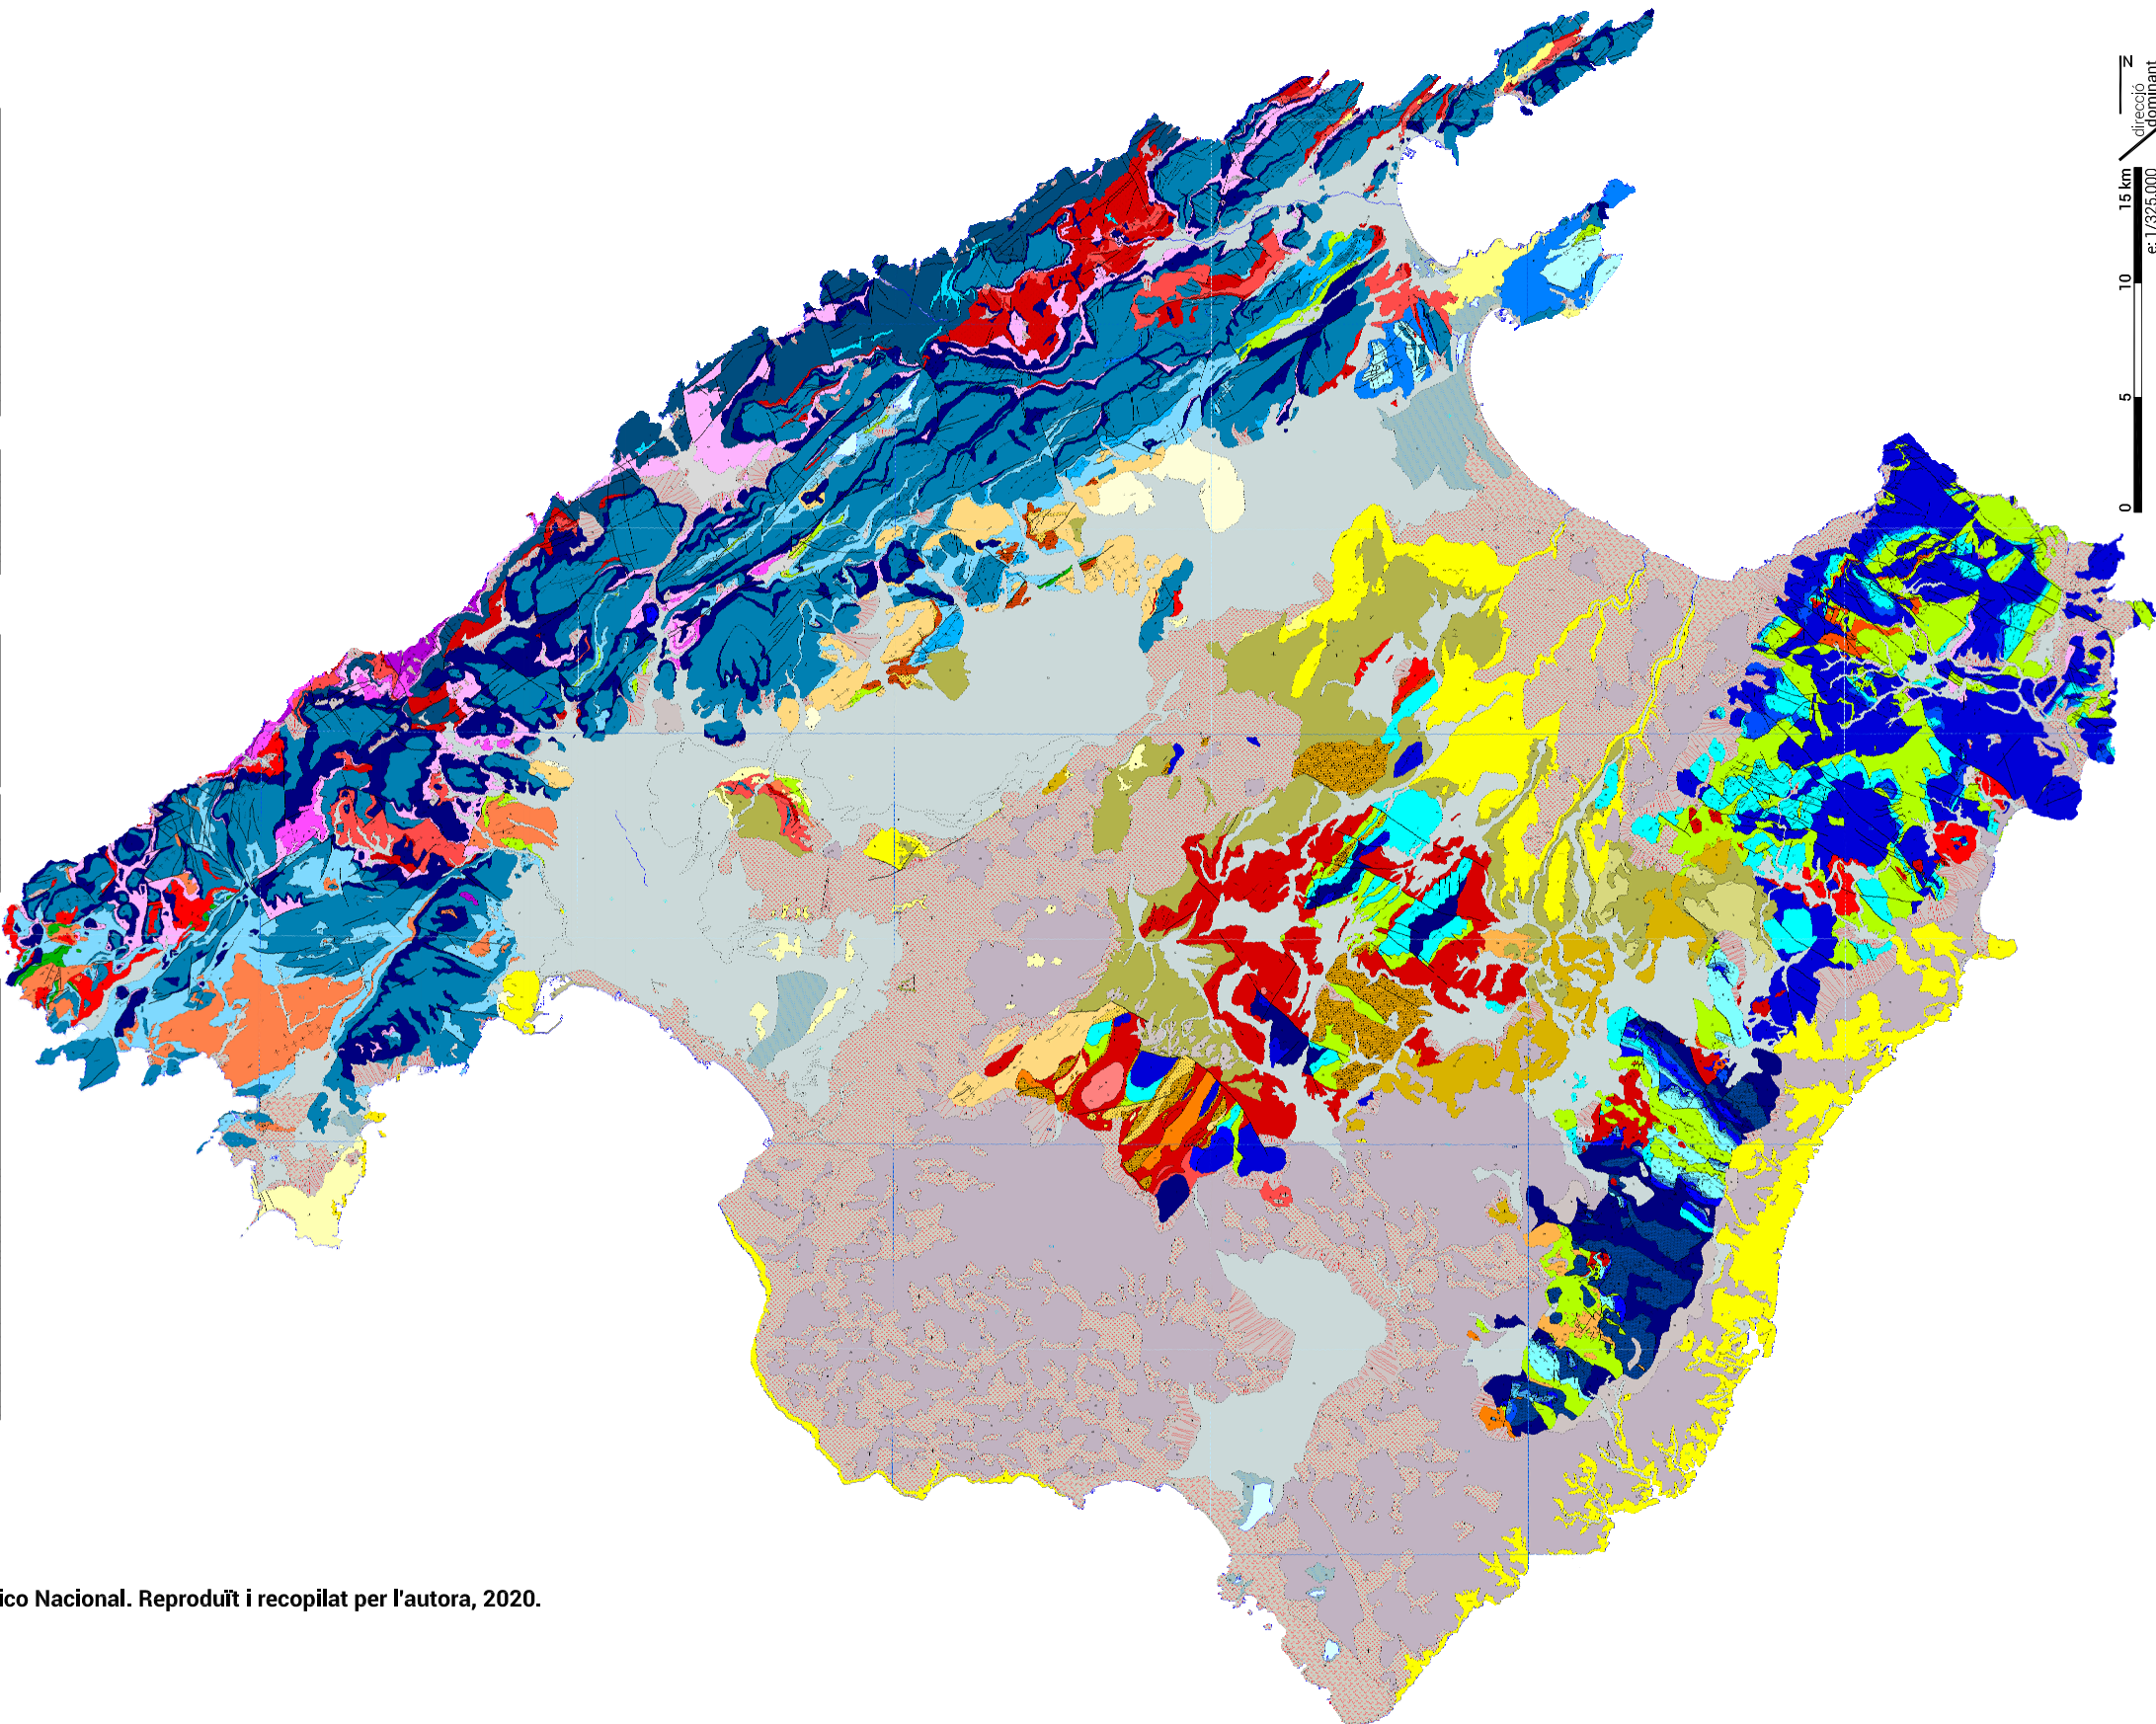 N
direcció
dominant
15 km
10
5
0
e: 1/325.000
ico Nacional. Reproduït i recopilat per l'autora, 2020.